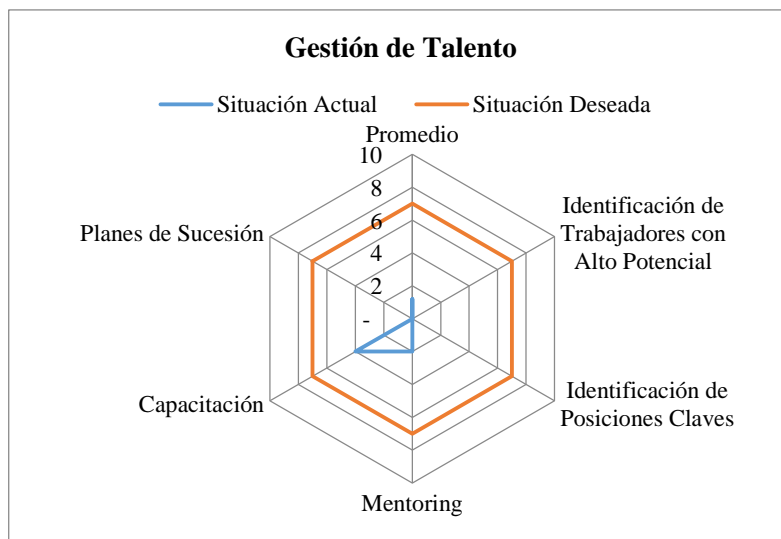 Gestión de Talento
Situación Actual
Situación Deseada
Promedio
10
8
6
4
2
-
Identificación de
Trabajadores con
Alto Potencial
Identificación de
Posiciones Claves
Mentoring
Capacitación
Planes de Sucesión